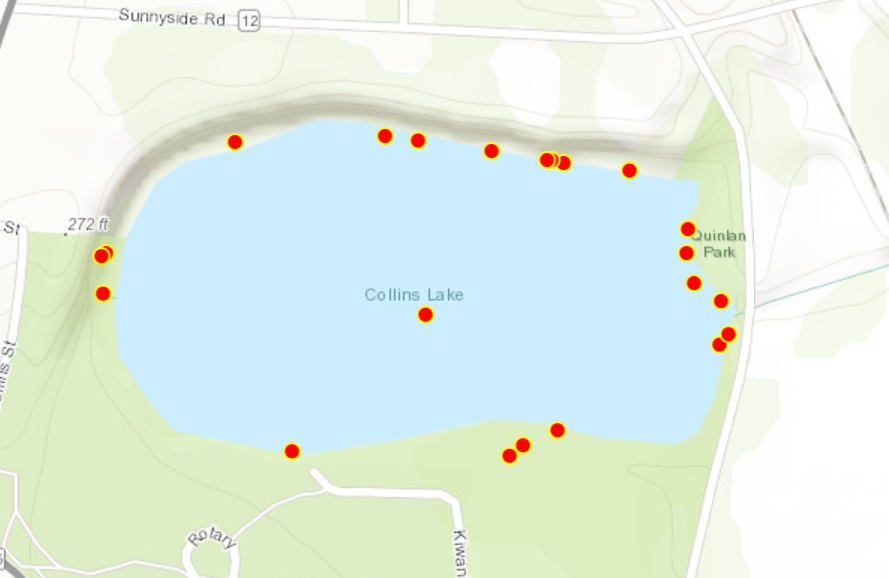 Sunnyside Rd
12
St
272 ft
Quinlan
Park
Collins Lake
Rotary